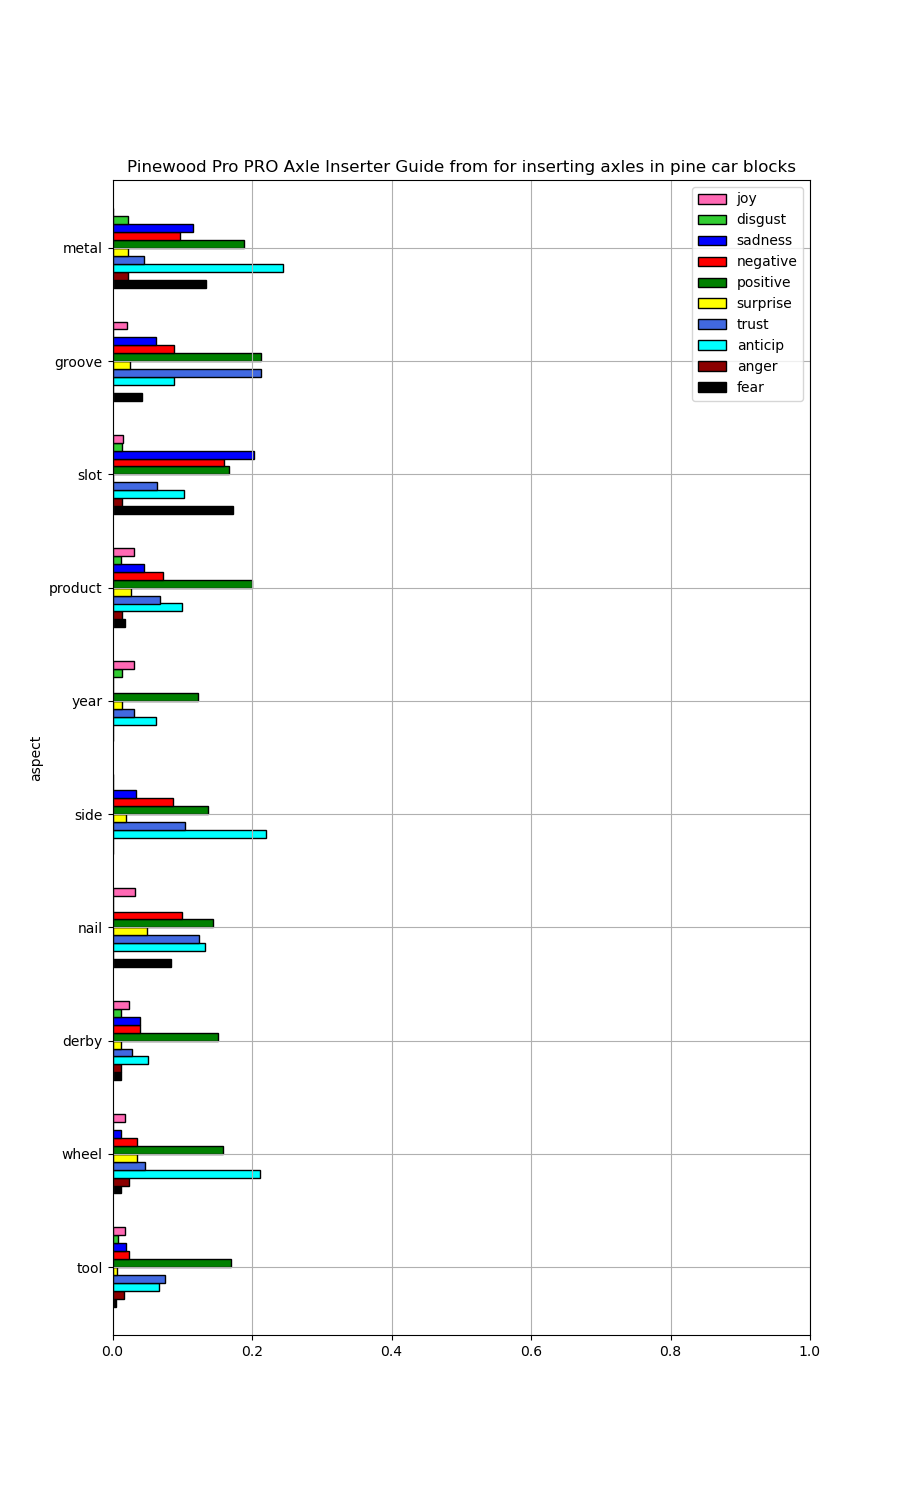 Pinewood Pro PRO Axle Inserter Guide from for inserting axles in pine car blocks
joy
disgust
sadness
negative
positive
surprise
trust
anticip
anger
fear
metal
groove
slot
product
year
side
nail
derby
wheel
tool
aspect
0.0 0.2 0.4 0.6 0.8 1.0